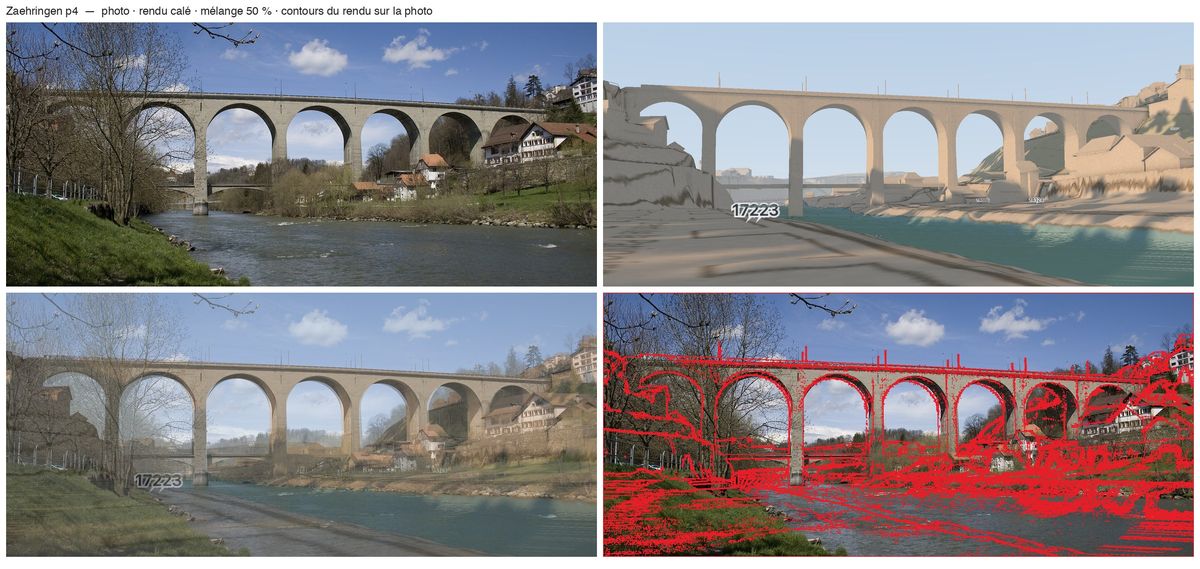 Zaehringen p4 — photo · rendu calé · mélange 50 % · contours du rendu sur la photo
17223
17223